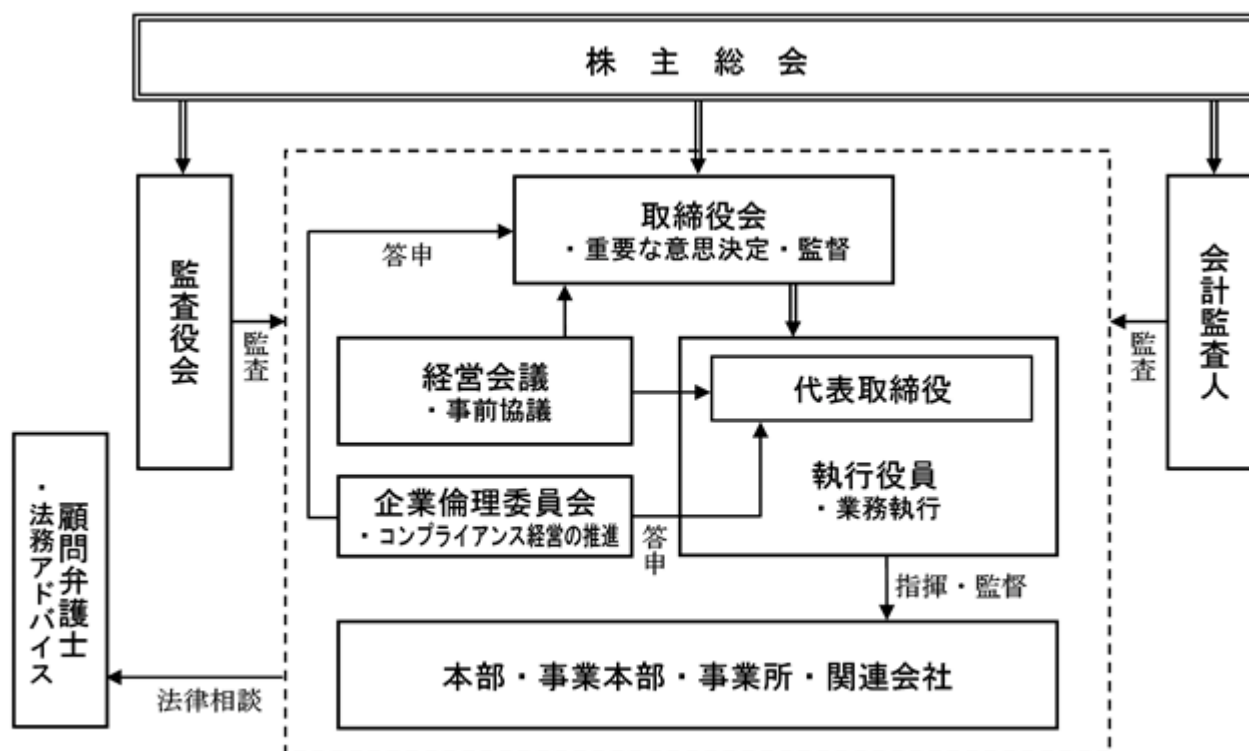 株主総会
取締役会
・重要な意思決定・監督
答申
監査役会
監査
会計監査人
監査
経営会議
・事前協議
代表取締役
執行役員
・業務執行
企業倫理委員会
・コンプライアンス経営の推進
答申
指揮・監督
顧問弁護士
・法務アドバイス
法律相談
本部・事業本部・事業所・関連会社